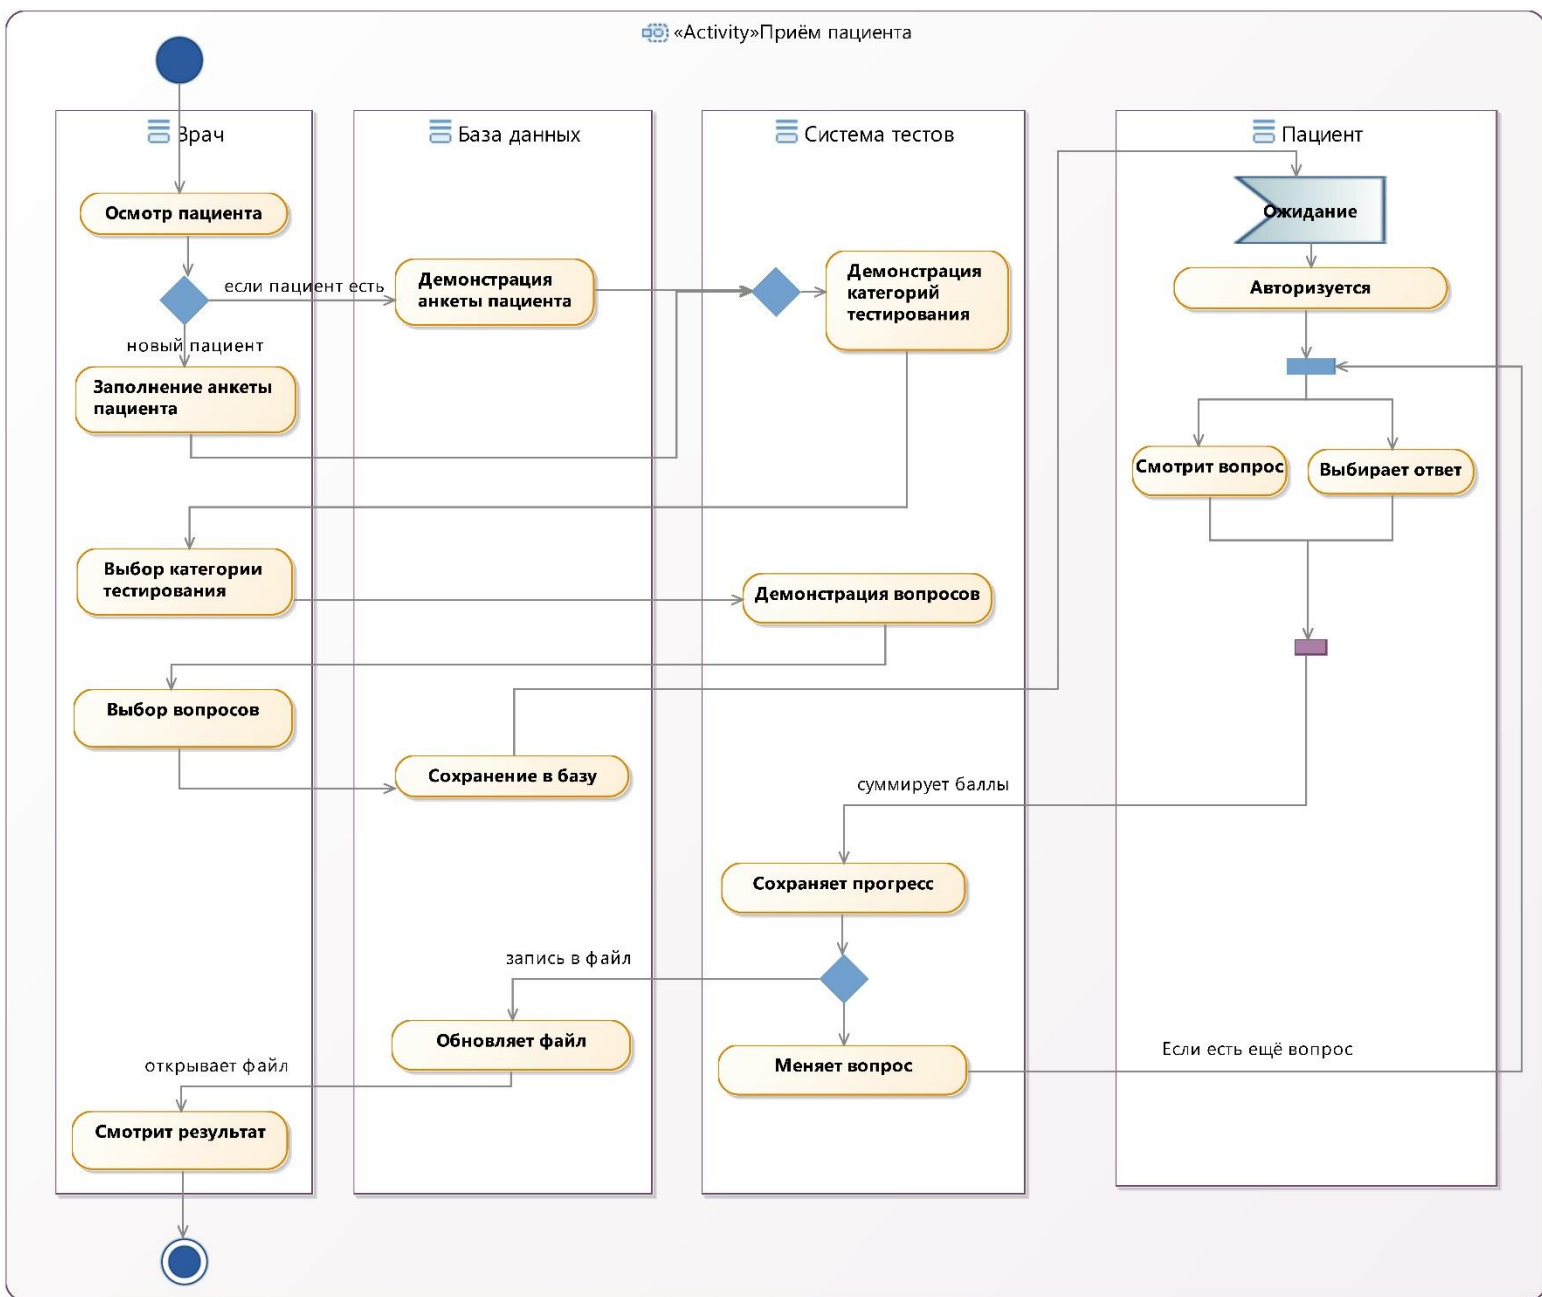 «Activity»Приём пациента
Врач
База данных
Система тестов
Пациент
Осмотр пациента
Ожидание
если пациент есть
Демонстрация
анкеты пациента
Демонстрация
категорий
тестирования
Авторизуется
новый пациент
Заполнение анкеты
пациента
Смотрит вопрос
Выбирает ответ
Выбор категории
тестирования
Демонстрация вопросов
Выбор вопросов
Сохранение в базу
суммирует баллы
Сохраняет прогресс
запись в файл
Обновляет файл
Если есть ещё вопрос
открывает файл
Меняет вопрос
Смотрит результат